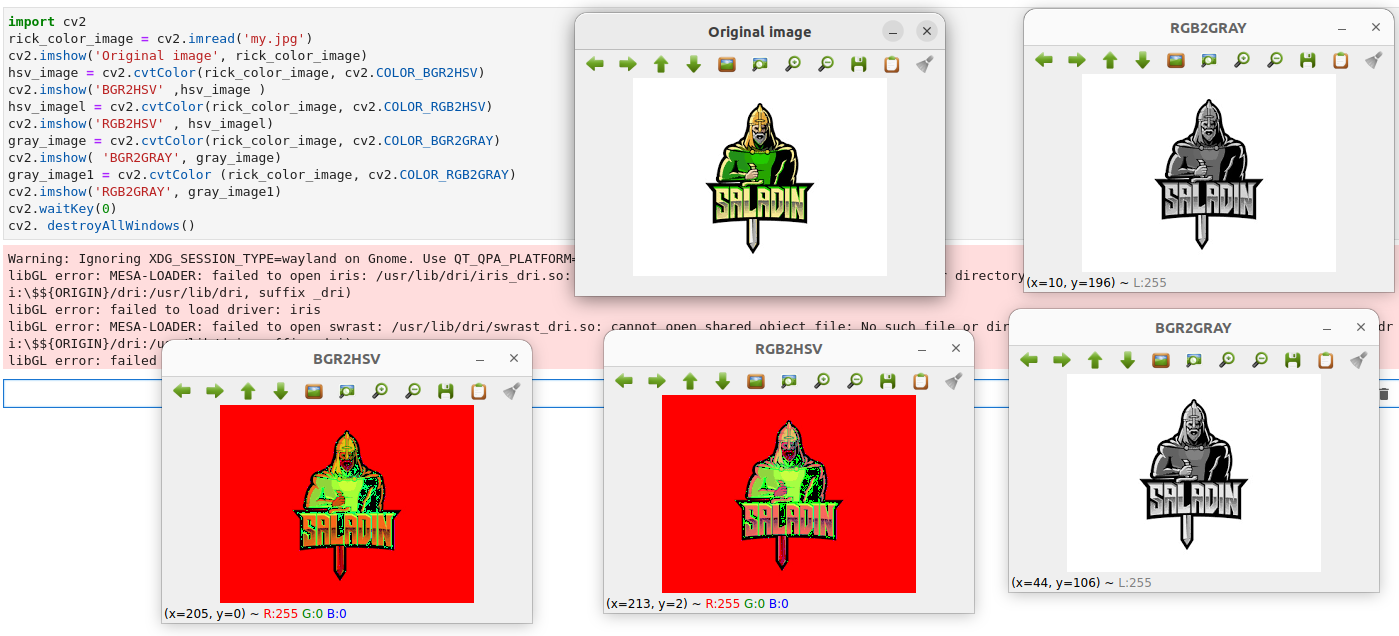 import cv2
rick_color_image = cv2.imread('my.jpg')
cv2.imshow('Original image', rick_color_image)
hsv_image = cv2.cvtColor(rick_color_image, cv2.COLOR_BGR2HSV)
cv2.imshow('BGR2HSV' ,hsv_image )
hsv_imagel = cv2.cvtColor(rick_color_image, cv2.COLOR_RGB2HSV)
cv2.imshow('RGB2HSV' , hsv_imagel)
gray_image = cv2.cvtColor(rick_color_image, cv2.COLOR_BGR2GRAY)
cv2.imshow( 'BGR2GRAY', gray_image)
gray_image1 = cv2.cvtColor (rick_color_image, cv2.COLOR_RGB2GRAY)
cv2.imshow('RGB2GRAY', gray_image1)
cv2.waitKey(0)
cv2. destroyAllWindows()
Warning: Ignoring XDG_SESSION_TYPE=wayland on Gnome. Use QT_QPA_PLATFORM=
libGL error: MESA-LOADER: failed to open iris: /usr/lib/dri/iris_dri.so: r directory
i:\$${ORIGIN}/dri:/usr/lib/dri, suffix _dri)
libGL error: failed to load driver: iris
libGL error: MESA-LOADER: failed to open swrast: /usr/lib/dri/swrast_dri.so: cannot open shared object file: No such file or dir dr
i:\$${ORIGIN}/dri:/usr/lib/dri, suffix _dri)
libGL error: failed
Original image
SALADIN
RGB2GRAY
SALADIN
(x=10, y=196) ~ L:255
BGR2HSV
SALADIN
(x=205, y=0) ~ R:255 G:0 B:0
RGB2HSV
SALADIN
(x=213, y=2) ~ R:255 G:0 B:0
BGR2GRAY
SALADIN
(x=44, y=106) ~ L:255